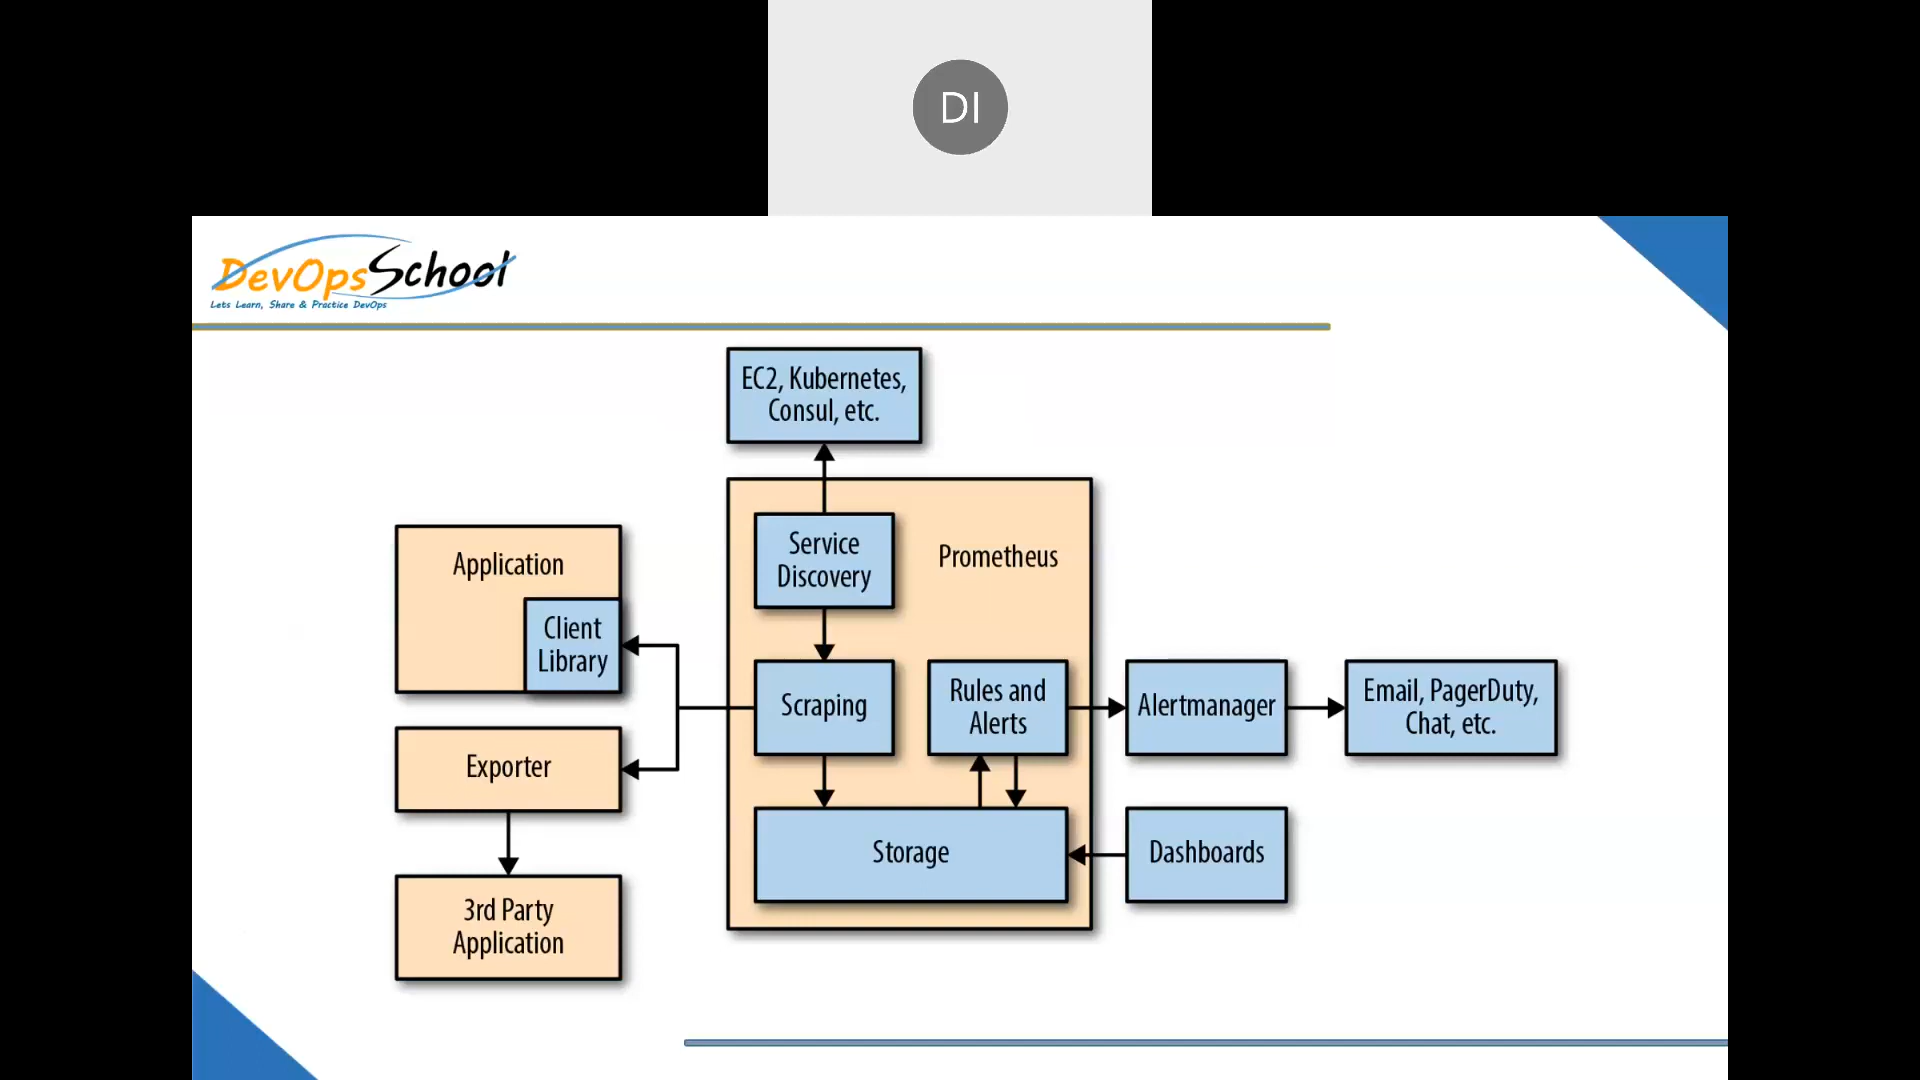 DI
DevOpsSchool
Lets Learn, Share & Practice DevOps
EC2, Kubernetes,
Consul, etc.
Service
Discovery
Prometheus
Application
Client
Library
Scraping
Rules and
Alerts
Alertmanager
Email, PagerDuty,
Chat, etc.
Exporter
Storage
Dashboards
3rd Party
Application